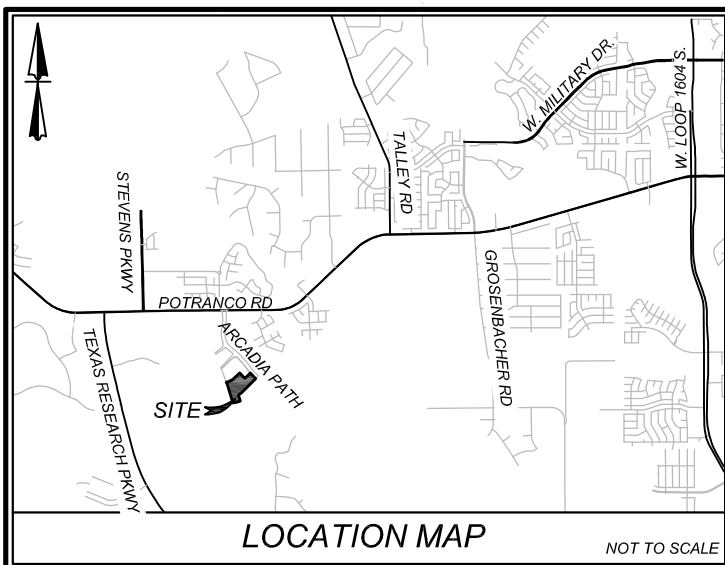 W. MILITARY DR.
W. LOOP 1604 S.
TALLEY RD
STEVENS PKWY
GROSENBACHER RD
POTRANCO RD
ARCADIA PATH
TEXAS RESEARCH PKWY
SITE
LOCATION MAP
NOT TO SCALE